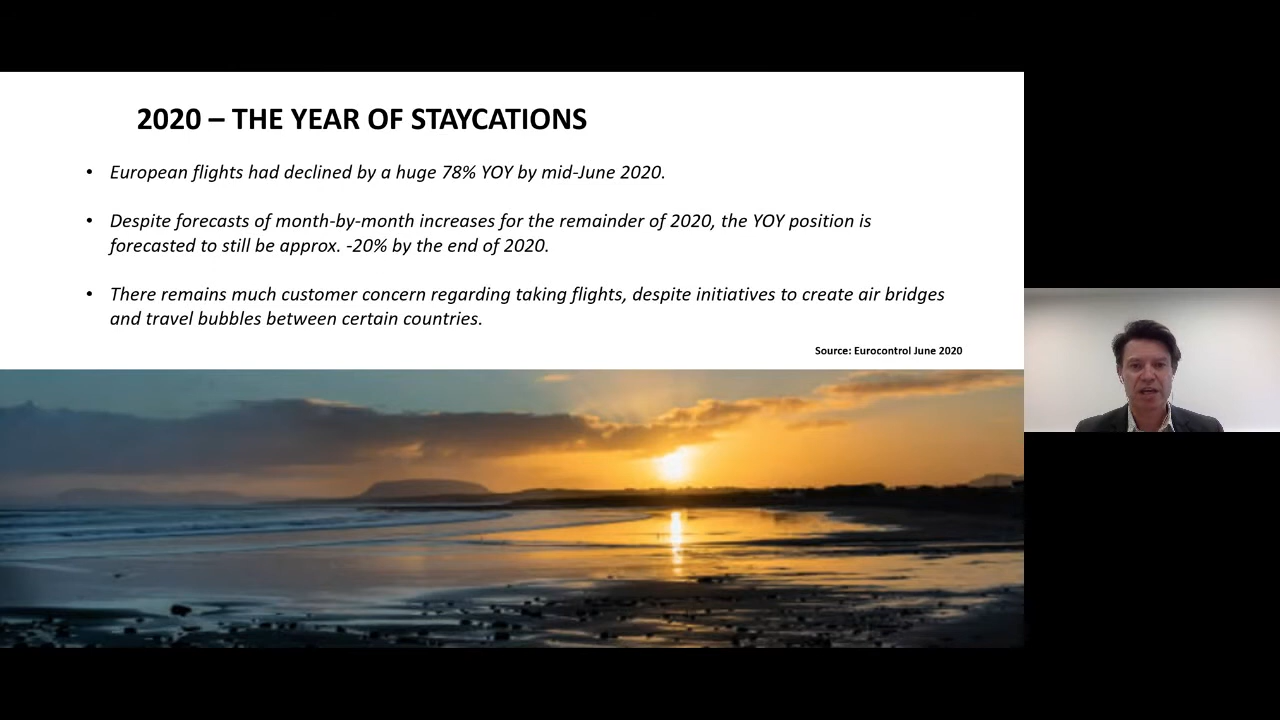 2020 – THE YEAR OF STAYCATIONS
• European flights had declined by a huge 78% YOY by mid-June 2020.
• Despite forecasts of month-by-month increases for the remainder of 2020, the YOY position is
forecasted to still be approx. -20% by the end of 2020.
• There remains much customer concern regarding taking flights, despite initiatives to create air bridges
and travel bubbles between certain countries.
Source: Eurocontrol June 2020